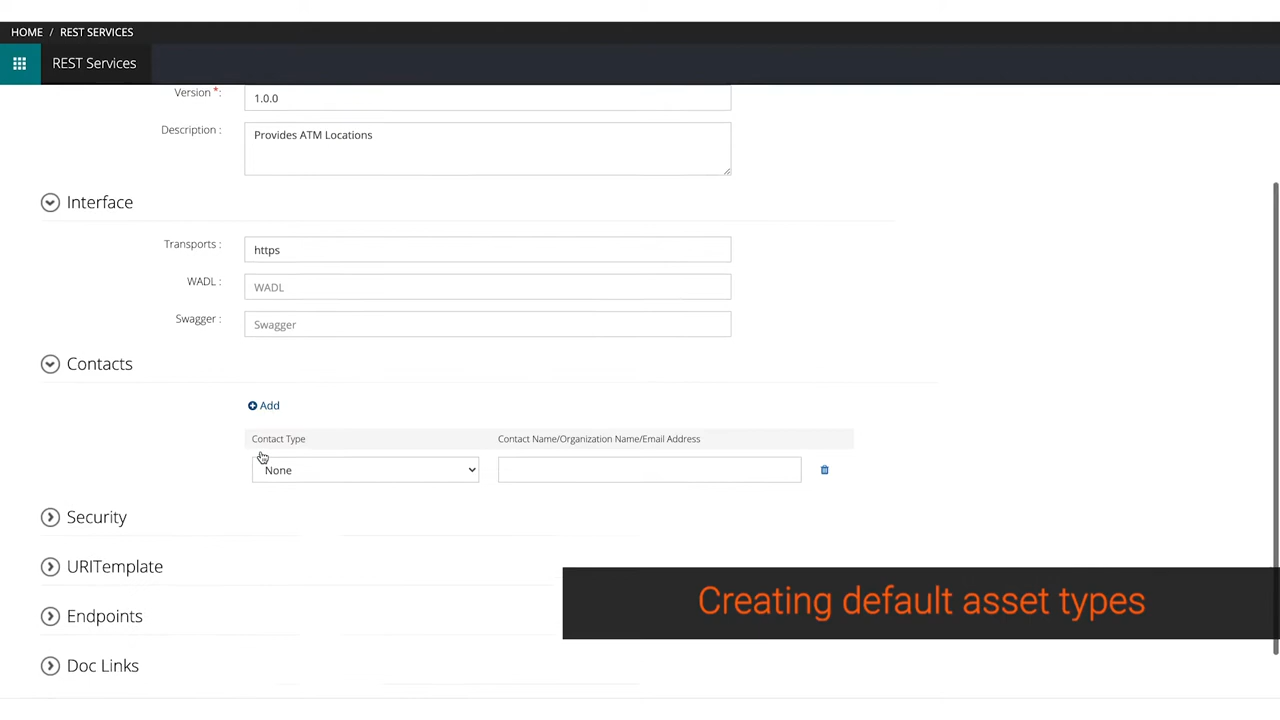 HOME / REST SERVICES
REST Services
Version *:
1.0.0
Description :
Provides ATM Locations
Interface
Transports :
https
WADL :
WADL
Swagger :
Swagger
Contacts
Add
Contact Type
Contact Name/Organization Name/Email Address
None
Security
URITemplate
Endpoints
Creating default asset types
Doc Links